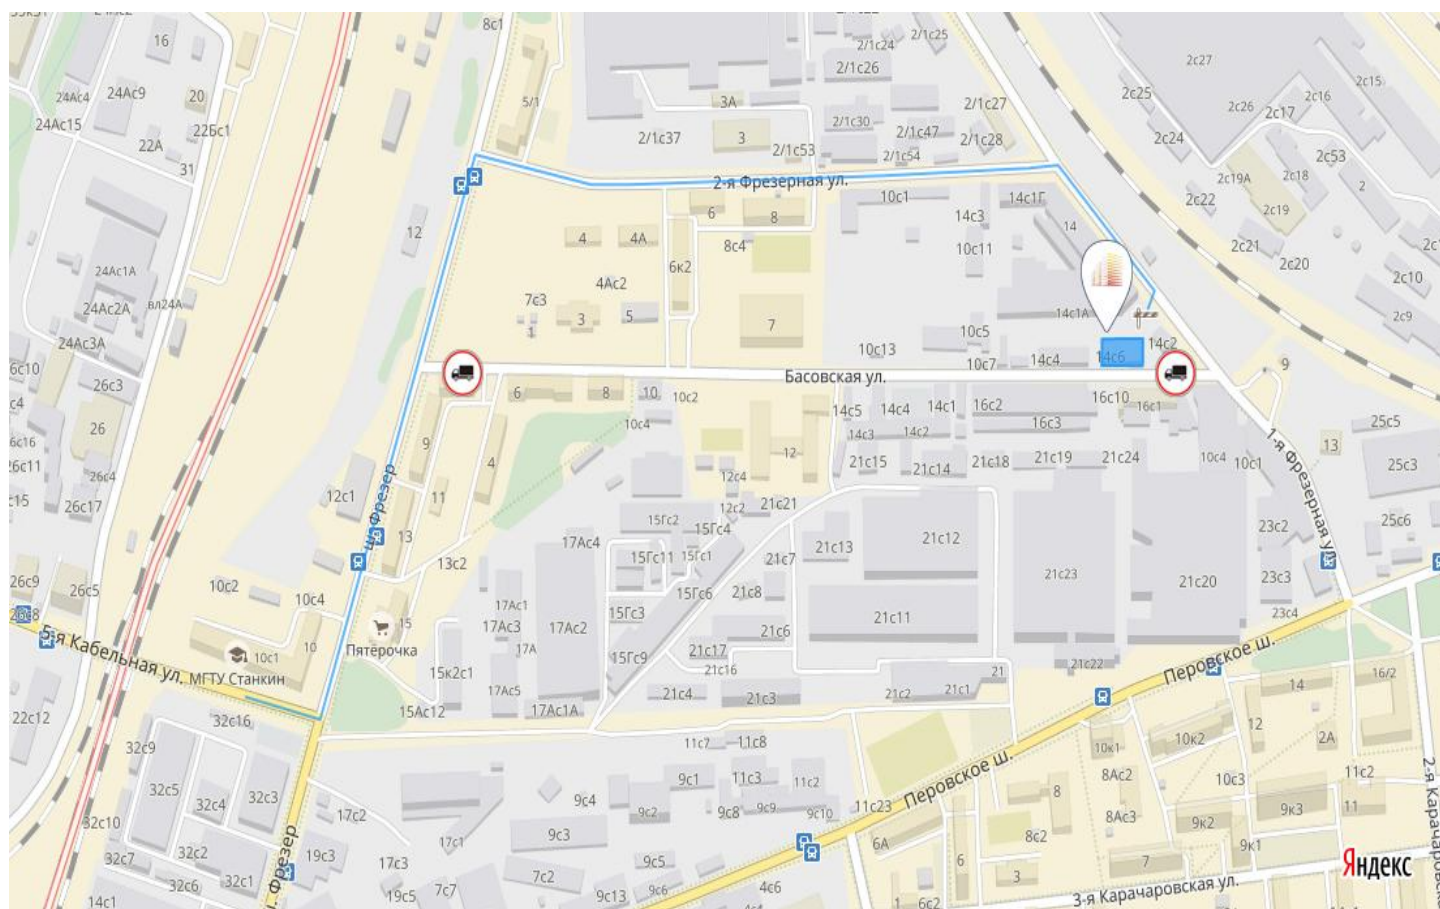 16
24Ас4
24Ас9
20
24Ас15
22Бс1
22А
31
8с1
5/1
3А
3
2/1с37
2/1с53
2/1с24
2/1с25
2/1с26
2/1с30
2/1с47
2/1с54
2/1с27
2/1с28
2с27
2с25
2с26
2с17
2с16
2с15
2с24
2с53
2с18
2
2с19А
2с22
2с19
2с21
2с20
2с10
2с9
2-я Фрезерная ул.
12
4
4А
6
8
8с4
6к2
4Ас2
7с3
1
3
5
7
10с1
14с3
14с1Г
14
10с11
14с1А
10с5
10с13
10с7
14с4
14с6
14с2
9
24Ас1А
24Ас2А
вл24А
24Ас3А
26с10
26с3
26
26с16
26с11
26с4
26с17
Басовская ул.
6
8
10
10с2
10с4
9
4
11
13
12с1
13с2
14с5
14с4
14с1
14с3
14с2
16с2
16с3
16с10
16с1
12
12с4
12с2
21с21
21с15
21с14
21с18
21с19
21с24
10с4
10с1
1-я Фрезерная ул.
13
25с5
25с3
25с6
23с2
23с3
23с4
ш. Фрезер
17Ас4
15Гс2
15Гс4
15Гс11
15Гс1
15Гс6
15Гс3
15Гс9
21с7
21с13
21с12
21с8
21с11
21с6
21с17
21с16
21с23
21с20
21с22
21
21с1
21с2
21с3
21с4
26с9
26с5
26с8
5-я Кабельная ул.
10с2
10с4
10с1
10
МГТУ Станкин
Пятёрочка
15
15к2с1
15Ас12
17Ас1
17Ас3
17А
17Ас2
17Ас5
17Ас1А
22с12
32с16
32с9
32с5
32с4
32с3
32с10
32с7
32с2
32с6
32с1
14с1
17с2
17с3
17с1
19с3
19с5
7с7
7с2
9с4
9с3
9с5
9с13
9с6
9с2
9с1
11с7
11с8
11с3
11с2
9с8
9с9
9с10
11с23
4с6
Перовское ш.
Перовское ш.
6А
6
1
6с2
3
8с2
8
10к1
8Ас2
8Ас3
10к2
10с3
12
14
16/2
2А
11с2
11
9к3
9к2
9к1
7
3-я Карачаровская ул.
Яндекс